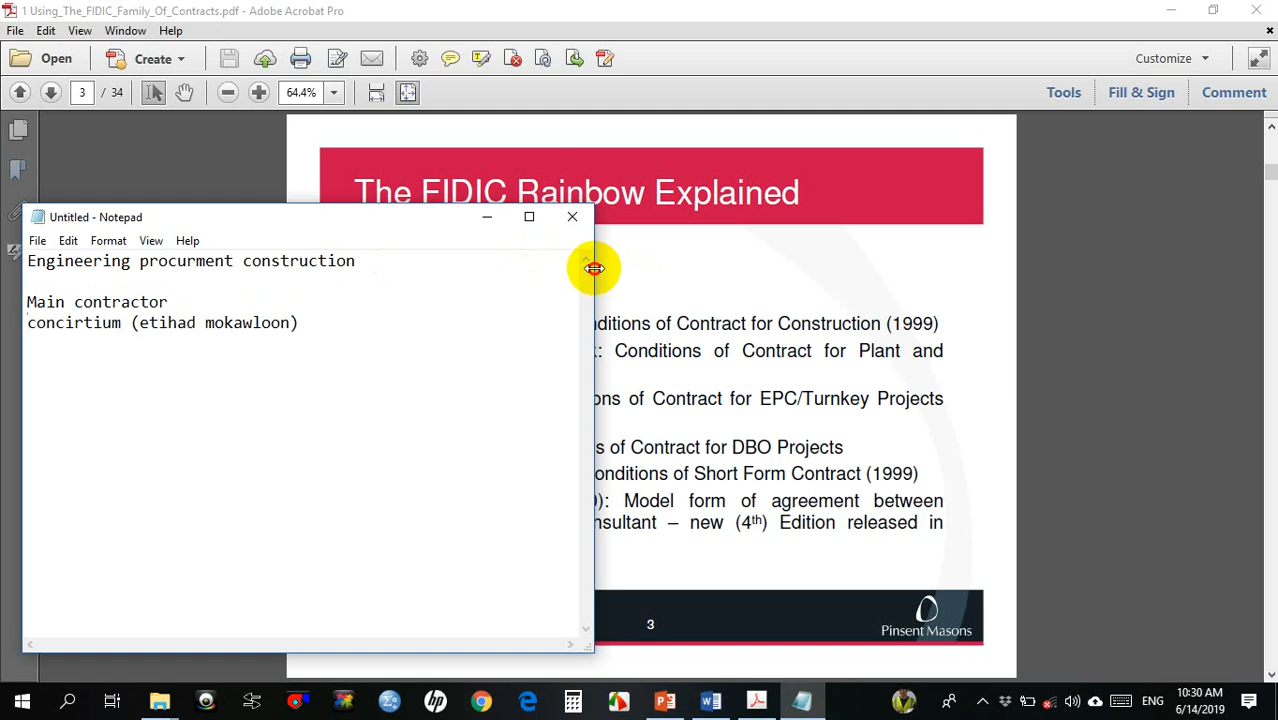 1 Using_The_FIDIC_Family_Of_Contracts.pdf - Adobe Acrobat Pro
File Edit View Window Help
Open Create Customize
3 / 34 64.4% Tools Fill & Sign Comment
The FIDIC Rainbow Explained
Untitled - Notepad
File Edit Format View Help
Engineering procurment construction
Main contractor
concirtium (etihad mokawloon)
of Contract for Construction (1999)
: Conditions of Contract for Plant and
of Contract for EPC/Turnkey Projects
of Contract for DBO Projects
of Short Form Contract (1999)
): Model form of agreement between
– new (4th) Edition released in
3
Pinsent Masons
ENG
10:30 AM
6/14/2019